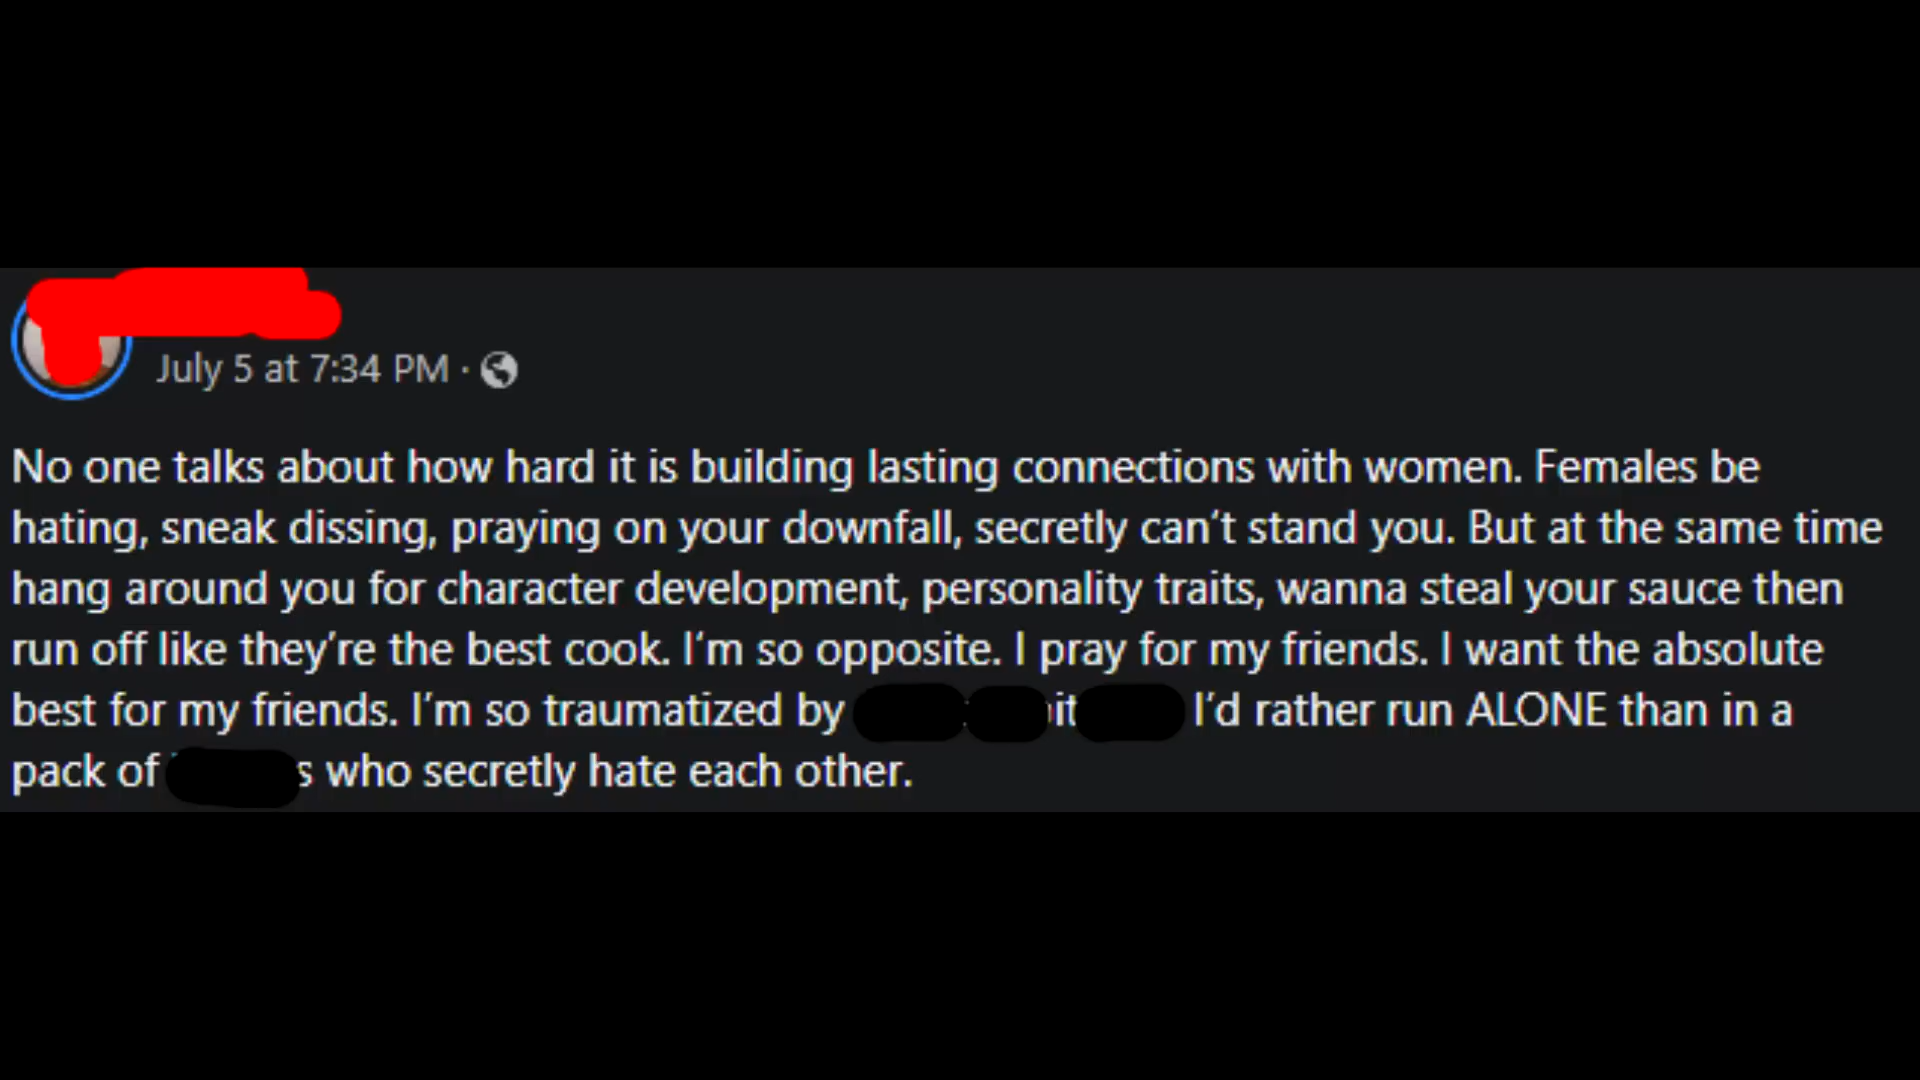 July 5 at 7:34 PM ·
No one talks about how hard it is building lasting connections with women. Females be
hating, sneak dissing, praying on your downfall, secretly can't stand you. But at the same time
hang around you for character development, personality traits, wanna steal your sauce then
run off like they're the best cook. I'm so opposite. I pray for my friends. I want the absolute
best for my friends. I'm so traumatized by it I'd rather run ALONE than in a
pack of s who secretly hate each other.